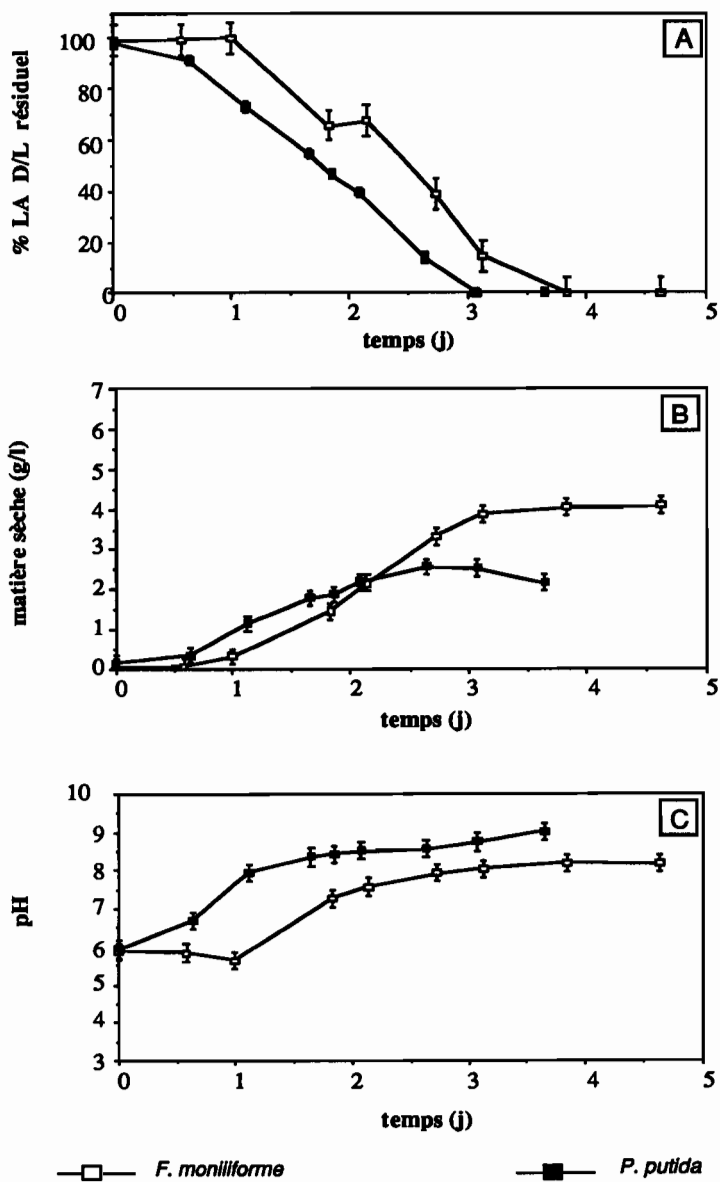 A
% LA D/L résiduel
100
80
60
40
20
0
0 1 2 3 4 5
temps (j)
B
matière sèche (g/l)
7
6
5
4
3
2
1
0
0 1 2 3 4 5
temps (j)
C
pH
10
9
8
7
6
5
4
3
0 1 2 3 4 5
temps (j)
F. moniliforme P. putida